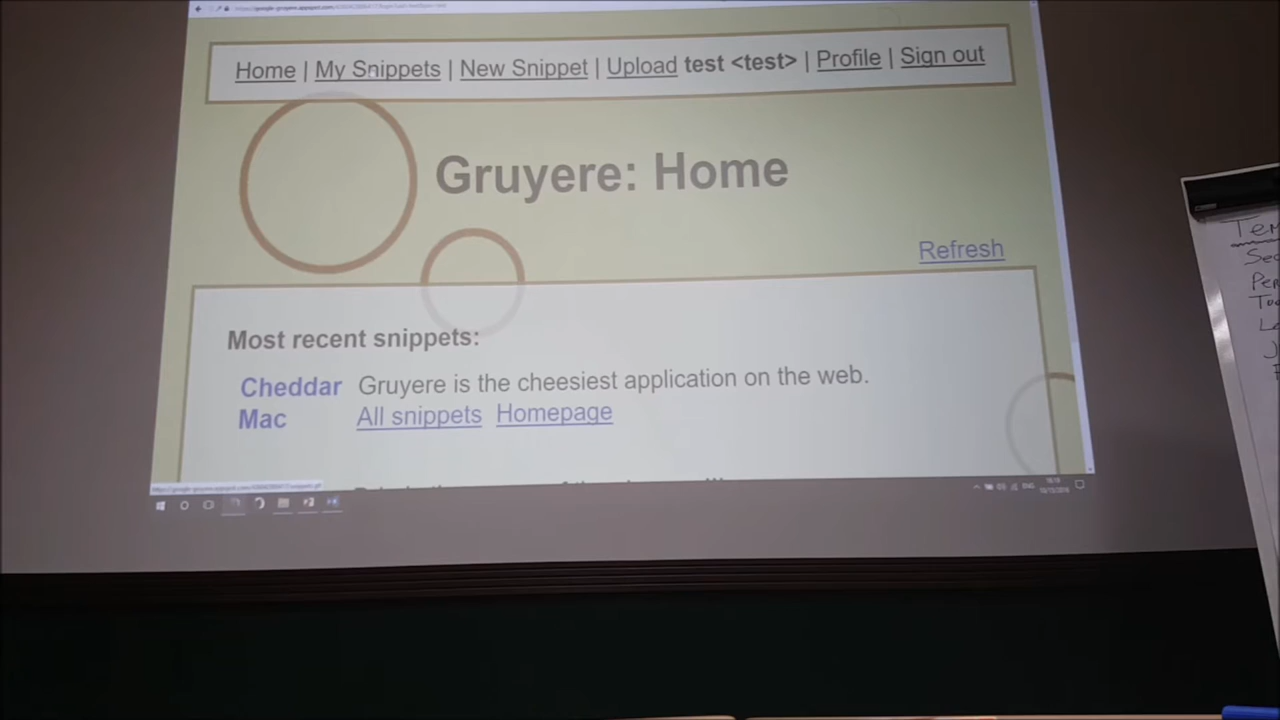 Home | My Snippets | New Snippet | Upload test <test> | Profile | Sign out
Gruyere: Home
Refresh
Most recent snippets:
Cheddar Gruyere is the cheesiest application on the web.
Mac All snippets Homepage
ENG